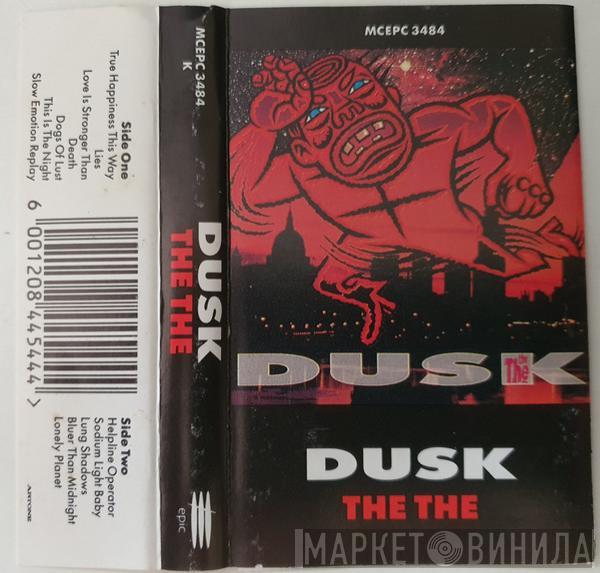 Side One
True Happiness This Way
Lies
Love Is Stronger Than
Death
Dogs Of Lust
This Is The Night
Slow Emotion Replay
6 001208 445444 >
Side Two
Helpline Operator
Sodium Light Baby
Lung Shadows
Bluer Than Midnight
Lonely Planet
ARTONE
MCEPC 3484
K
DUSK
THE THE
epic
MCEPC 3484
DUSK
The The
DUSK
THE THE
МАРКЕТ ВИНИЛА